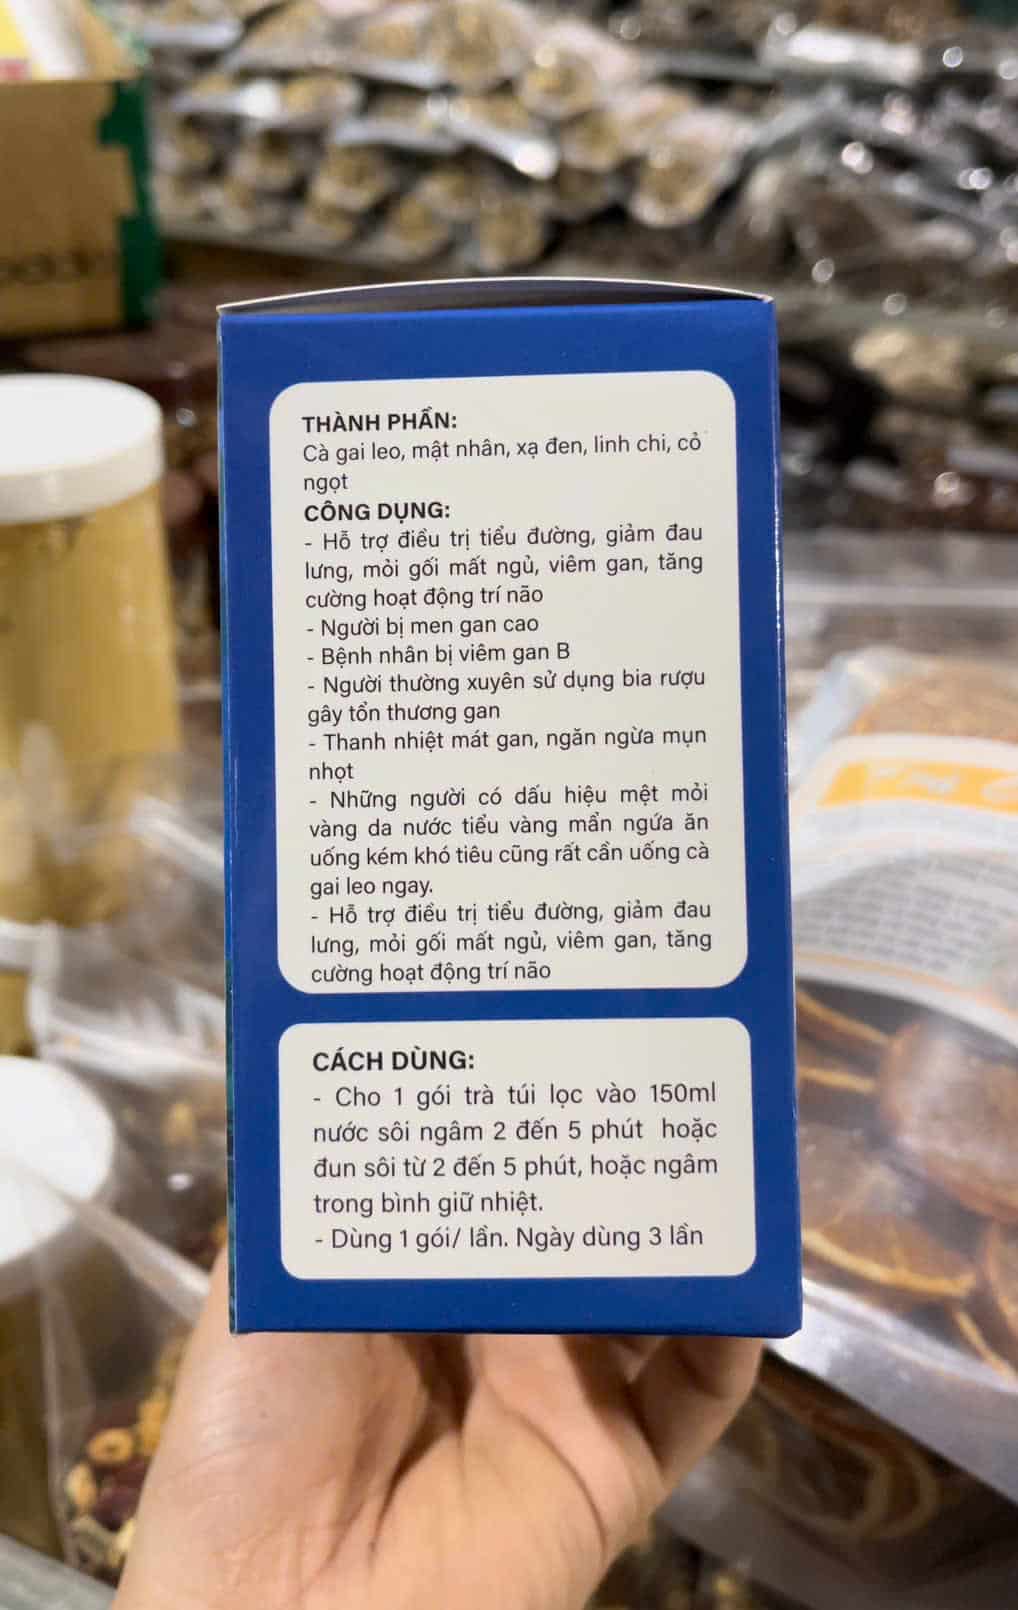 THÀNH PHẦN:
Cà gai leo, mật nhân, xạ đen, linh chi, cỏ
ngọt
CÔNG DỤNG:
- Hỗ trợ điều trị tiểu đường, giảm đau
lưng, mỏi gối mất ngủ, viêm gan, tăng
cường hoạt động trí não
- Người bị men gan cao
- Bệnh nhân bị viêm gan B
- Người thường xuyên sử dụng bia rượu
gây tổn thương gan
- Thanh nhiệt mát gan, ngăn ngừa mụn
nhọt
- Những người có dấu hiệu mệt mỏi
vàng da nước tiểu vàng mẩn ngứa ăn
uống kém khó tiêu cũng rất cần uống cà
gai leo ngay.
- Hỗ trợ điều trị tiểu đường, giảm đau
lưng, mỏi gối mất ngủ, viêm gan, tăng
cường hoạt động trí não
CÁCH DÙNG:
- Cho 1 gói trà túi lọc vào 150ml
nước sôi ngâm 2 đến 5 phút hoặc
đun sôi từ 2 đến 5 phút, hoặc ngâm
trong bình giữ nhiệt.
- Dùng 1 gói/ lần. Ngày dùng 3 lần